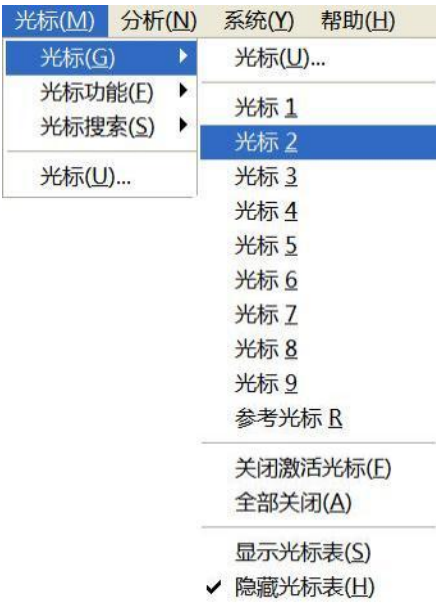 光标(M) 分析(N) 系统(Y) 帮助(H)
光标(G)
光标功能(F)
光标搜索(S)
光标(U)...
光标(U)...
光标 1
光标 2
光标 3
光标 4
光标 5
光标 6
光标 7
光标 8
光标 9
参考光标 R
关闭激活光标(E)
全部关闭(A)
显示光标表(S)
隐藏光标表(H)